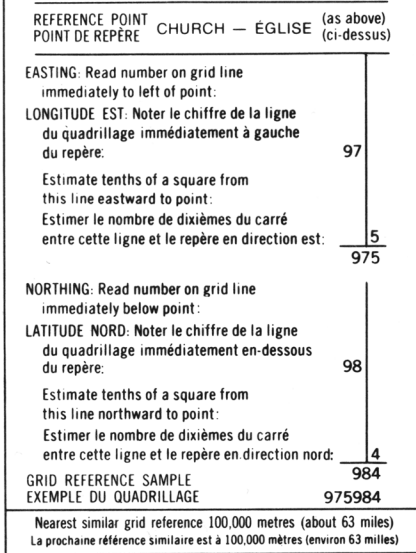 REFERENCE POINT
POINT DE REPÈRE
CHURCH — ÉGLISE
(as above)
(ci-dessus)
EASTING: Read number on grid line
immediately to left of point:
LONGITUDE EST: Noter le chiffre de la ligne
du quadrillage immédiatement à gauche
du repère: 97
Estimate tenths of a square from
this line eastward to point:
Estimer le nombre de dixièmes du carré
entre cette ligne et le repère en direction est: 5
975
NORTHING: Read number on grid line
immediately below point:
LATITUDE NORD: Noter le chiffre de la ligne
du quadrillage immédiatement en-dessous
du repère: 98
Estimate tenths of a square from
this line northward to point:
Estimer le nombre de dixièmes du carré
entre cette ligne et le repère en direction nord: 4
GRID REFERENCE SAMPLE 984
EXEMPLE DU QUADRILLAGE 975984
Nearest similar grid reference 100,000 metres (about 63 miles)
La prochaine référence similaire est à 100,000 mètres (environ 63 milles)